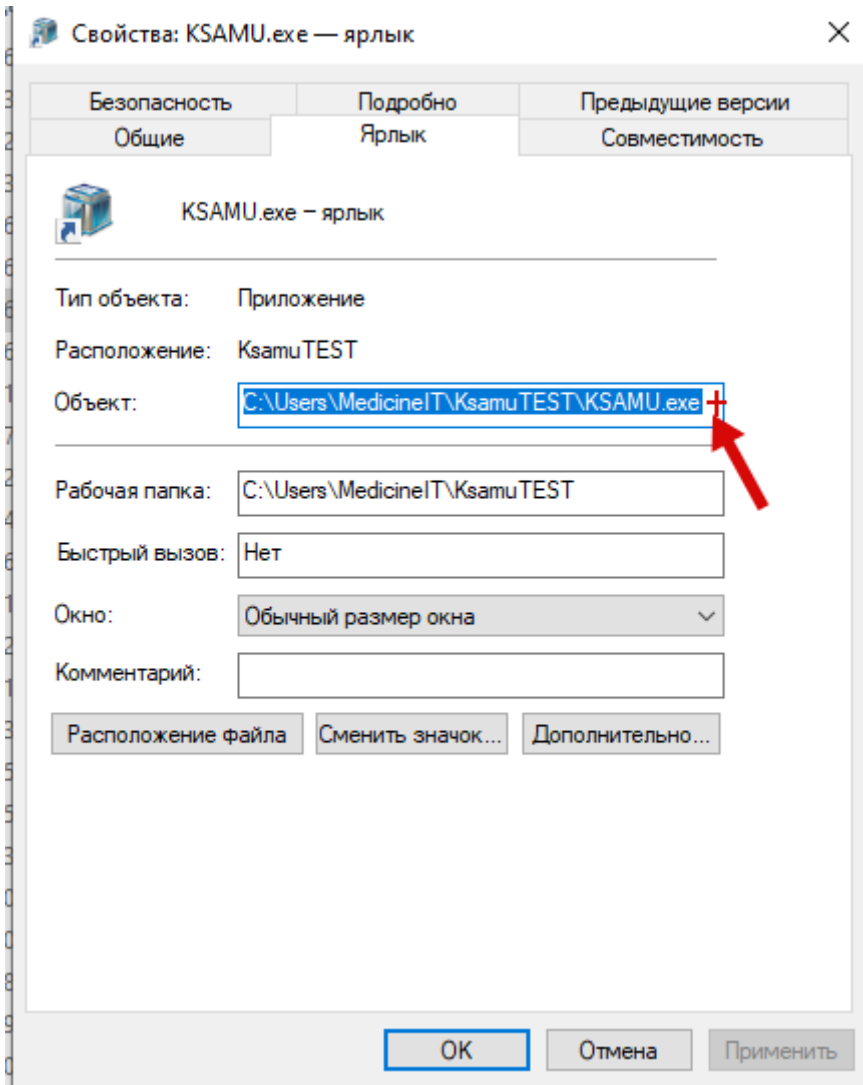 Свойства: KSAMU.exe — ярлык
Безопасность Подробно Предыдущие версии
Общие Ярлык Совместимость
KSAMU.exe – ярлык
Тип объекта: Приложение
Расположение: KsamuTEST
Объект: C:\Users\MedicineIT\KsamuTEST\KSAMU.exe
Рабочая папка: C:\Users\MedicineIT\KsamuTEST
Быстрый вызов: Нет
Окно: Обычный размер окна
Комментарий:
Расположение файла Сменить значок... Дополнительно...
OK Отмена Применить